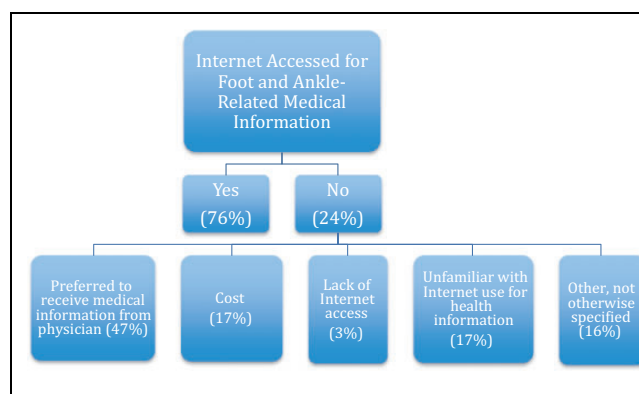 Internet Accessed for
Foot and Ankle-
Related Medical
Information
Yes
(76%)
No
(24%)
Preferred to
receive medical
information from
physician (47%)
Cost
(17%)
Lack of
Internet
access
(3%)
Unfamiliar with
Internet use for
health
information
(17%)
Other, not
otherwise
specified
(16%)